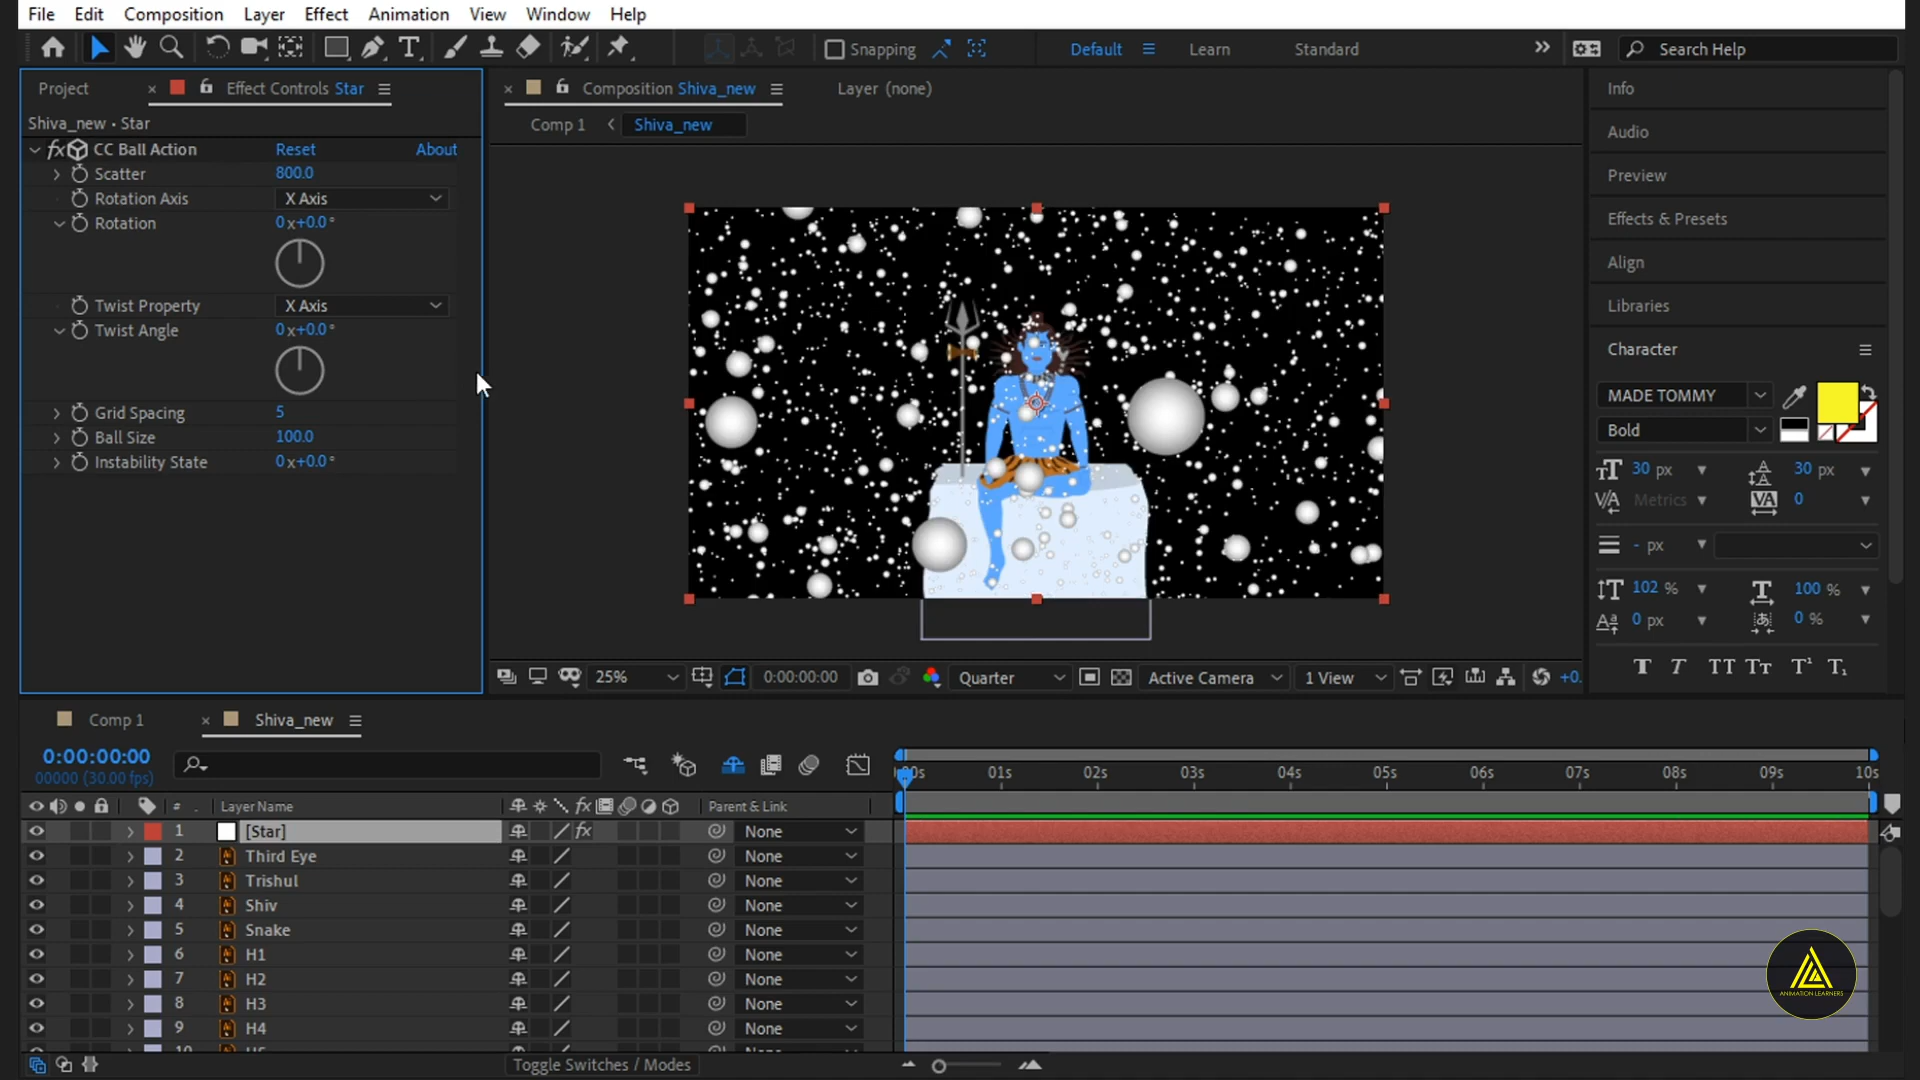 File Edit Composition Layer Effect Animation View Window Help
Snapping Default Learn Standard Search Help
Project Effect Controls Star
Shiva_new • Star
fx CC Ball Action Reset About
Scatter 800.0
Rotation Axis X Axis
Rotation 0x+0.0°
Twist Property X Axis
Twist Angle 0x+0.0°
Grid Spacing 5
Ball Size 100.0
Instability State 0x+0.0°
Composition Shiva_new Layer (none)
Comp 1 Shiva_new
25% 0:00:00:00 Quarter Active Camera 1 View +0.
Info
Audio
Preview
Effects & Presets
Align
Libraries
Character
MADE TOMMY
Bold
30 px 30 px
Metrics 0
- px
102 % 100 %
0 px 0 %
Comp 1 Shiva_new
0:00:00:00
00000 (30.00 fps)
00s 01s 02s 03s 04s 05s 06s 07s 08s 09s 10s
# Layer Name fx Parent & Link
1 [Star] fx None
2 Third Eye None
3 Trishul None
4 Shiv None
5 Snake None
6 H1 None
7 H2 None
8 H3 None
9 H4 None
Toggle Switches / Modes
ANIMATION LEARNERS